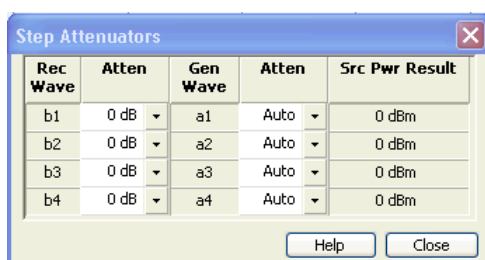 Step Attenuators
Rec Wave Atten Gen Wave Atten Src Pwr Result
b1 0 dB a1 Auto 0 dBm
b2 0 dB a2 Auto 0 dBm
b3 0 dB a3 Auto 0 dBm
b4 0 dB a4 Auto 0 dBm
Help Close